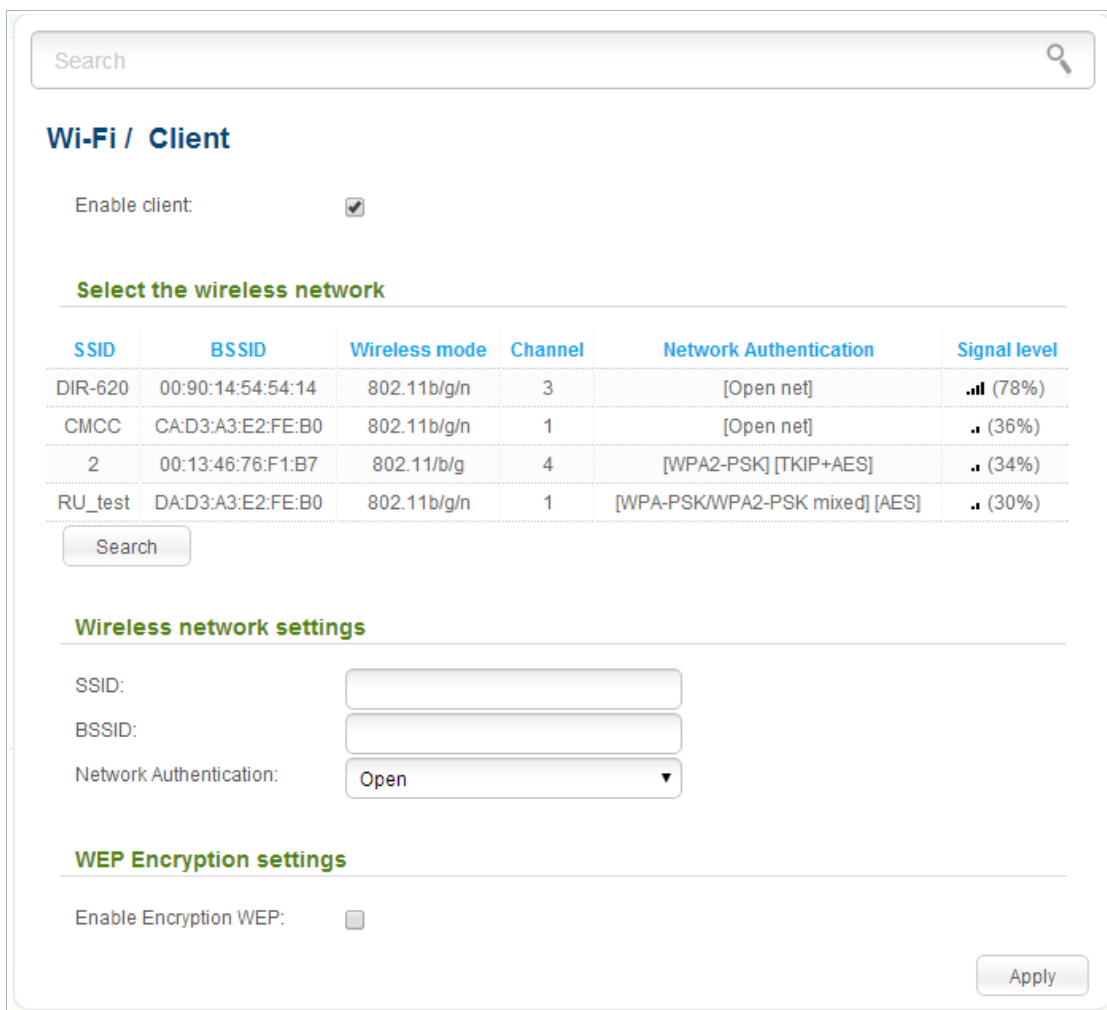 Search
Wi-Fi / Client
Enable client:
Select the wireless network
SSID BSSID Wireless mode Channel Network Authentication Signal level
DIR-620 00:90:14:54:54:14 802.11b/g/n 3 [Open net] (78%)
CMCC CA:D3:A3:E2:FE:B0 802.11b/g/n 1 [Open net] (36%)
2 00:13:46:76:F1:B7 802.11/b/g 4 [WPA2-PSK] [TKIP+AES] (34%)
RU_test DA:D3:A3:E2:FE:B0 802.11b/g/n 1 [WPA-PSK/WPA2-PSK mixed] [AES] (30%)
Search
Wireless network settings
SSID:
BSSID:
Network Authentication: Open
WEP Encryption settings
Enable Encryption WEP:
Apply